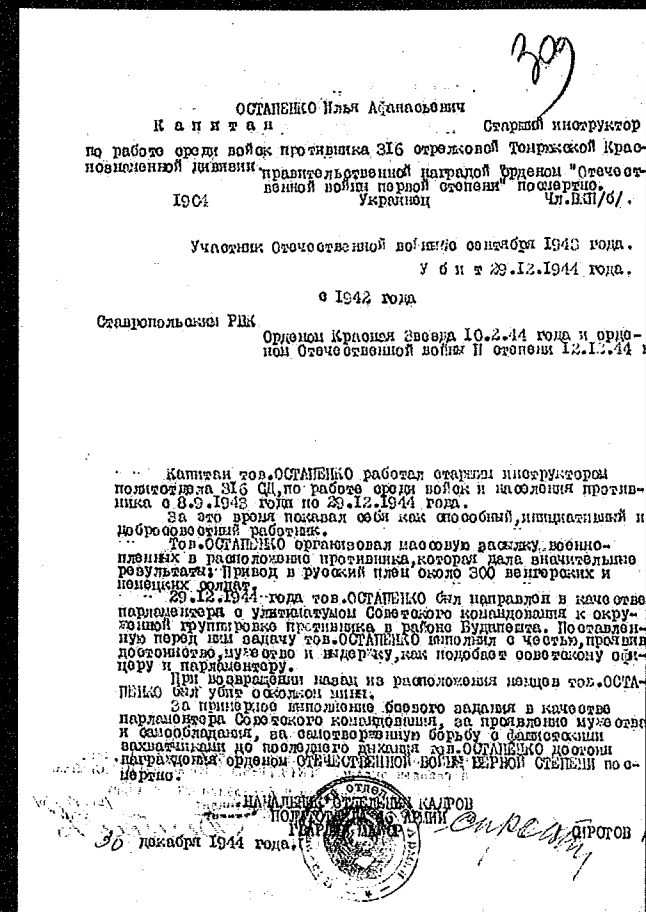 309
ОСТАПЕНКО Илья Афанасьевич
Капитан Старший инструктор
по работе среди войск противника 316 стрелковой Темрюкской Крас-
нознаменной дивизии правительственной наградой орденом "Отечест-
венной войны первой степени" посмертно.
1904 Украинец Чл.ВКП/б/.
Участник Отечественной войны с сентября 1943 года.
Убит 29.12.1944 года.
с 1942 года
Ставропольским РВК
Орденом Красная Звезда 10.2.44 года и орде-
ном Отечественной войны II степени 12.12.44 г
Капитан тов.ОСТАПЕНКО работал старшим инструктором
политотдела 316 СД,по работе среди войск и населения против-
ника с 8.9.1943 года по 29.12.1944 года.
За это время показал себя как способный,инициативный и
добросовестный работник.
Тов.ОСТАПЕНКО организовал массовую засылку военно-
пленных в расположение противника,которая дала значительные
результаты: Привод в русский плен около 300 венгерских и
немецких солдат.
29.12.1944 года тов.ОСТАПЕНКО был направлен в качестве
парламентера с ультиматумом Советского командования к окру-
женной группировке противника в районе Будапешта. Поставлен-
ную перед ним задачу тов.ОСТАПЕНКО выполнил с честью,проявив
достоинство,мужество и выдержку,как подобает советскому офи-
церу и парламентеру.
При возвращении назад из расположения немцев тов.ОСТА-
ПЕНКО был убит осколком мины.
За примерное выполнение боевого задания в качестве
парламентера Советского командования, за проявление мужества
и самообладания, за самотверженную борьбу с фашистскими
захватчиками до последнего дыхания тов.ОСТАПЕНКО достоин
награждения орденом ОТЕЧЕСТВЕННОЙ ВОЙНЫ ПЕРВОЙ СТЕПЕНИ пос-
мертно.
НАЧАЛЬНИК ОТДЕЛЕНИЯ КАДРОВ
ПОЛИТОТДЕЛА 46 АРМИИ
ГВАРДИИ МАЙОР СИРОТОВ
30 декабря 1944 года.